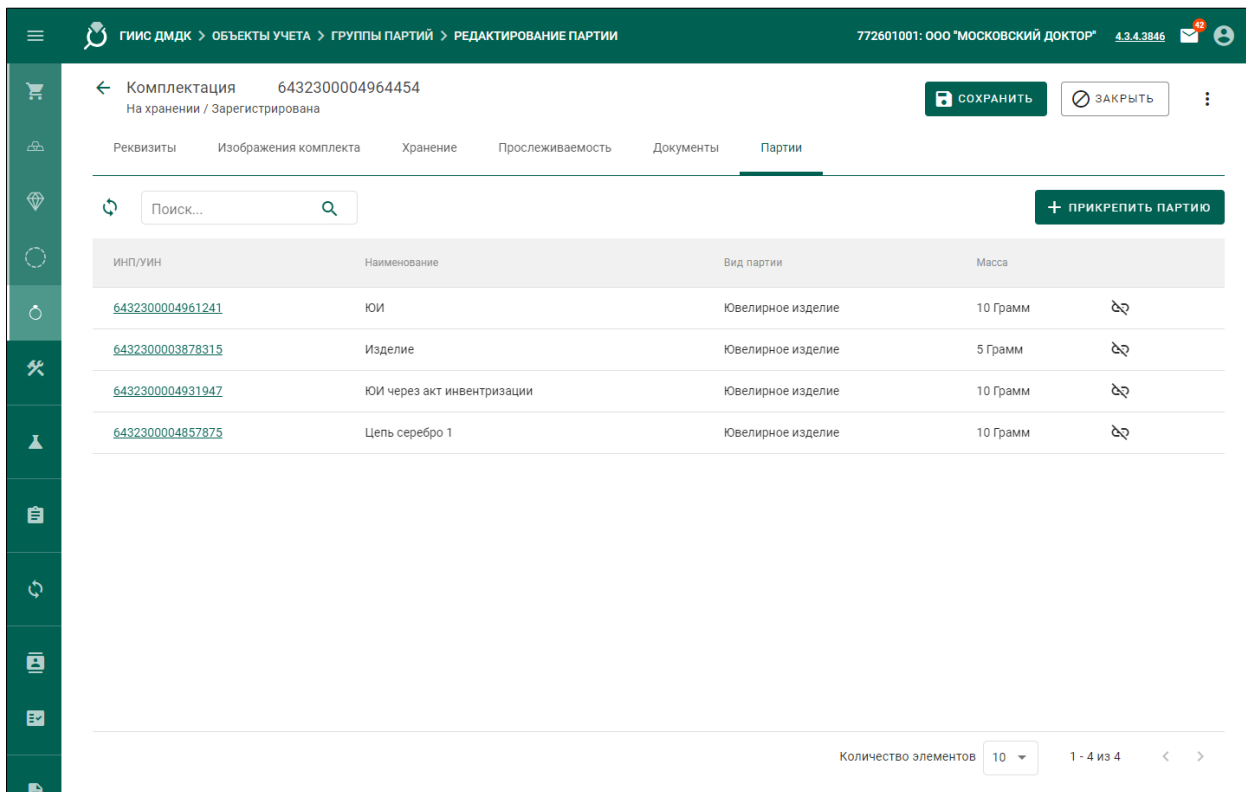 ГИИС ДМДК > ОБЪЕКТЫ УЧЕТА > ГРУППЫ ПАРТИЙ > РЕДАКТИРОВАНИЕ ПАРТИИ 772601001: ООО "МОСКОВСКИЙ ДОКТОР" 4.3.4.3846 42
Комплектация 6432300004964454
На хранении / Зарегистрирована
СОХРАНИТЬ ЗАКРЫТЬ
Реквизиты Изображения комплекта Хранение Прослеживаемость Документы Партии
Поиск... + ПРИКРЕПИТЬ ПАРТИЮ
ИНП/УИН Наименование Вид партии Масса
6432300004961241 ЮИ Ювелирное изделие 10 Грамм
6432300003878315 Изделие Ювелирное изделие 5 Грамм
6432300004931947 ЮИ через акт инвентризации Ювелирное изделие 10 Грамм
6432300004857875 Цепь серебро 1 Ювелирное изделие 10 Грамм
Количество элементов 10 1 - 4 из 4 < >